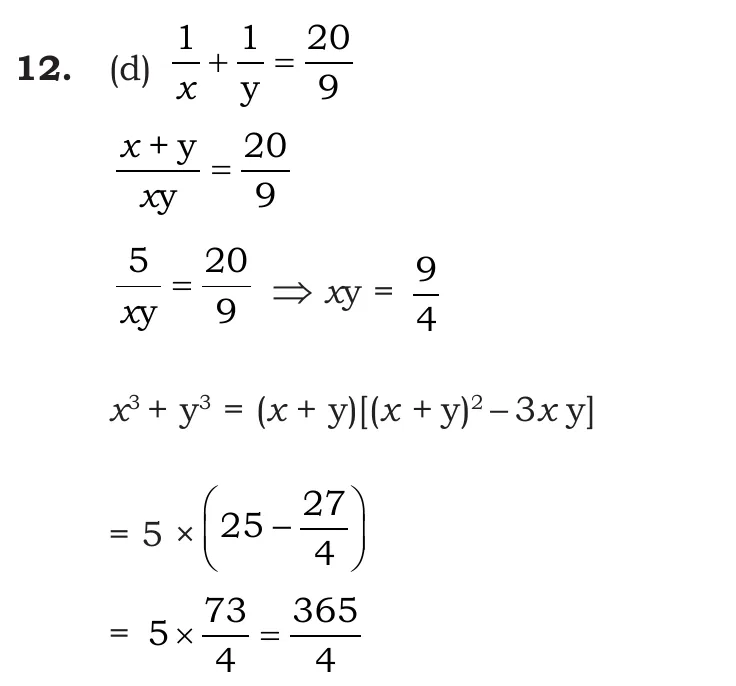 12. (d) 1/x + 1/y = 20/9
x + y/xy = 20/9
5/xy = 20/9 ⇒ xy = 9/4
x³ + y³ = (x + y)[(x + y)² – 3x y]
= 5 × (25 – 27/4)
= 5 × 73/4 = 365/4